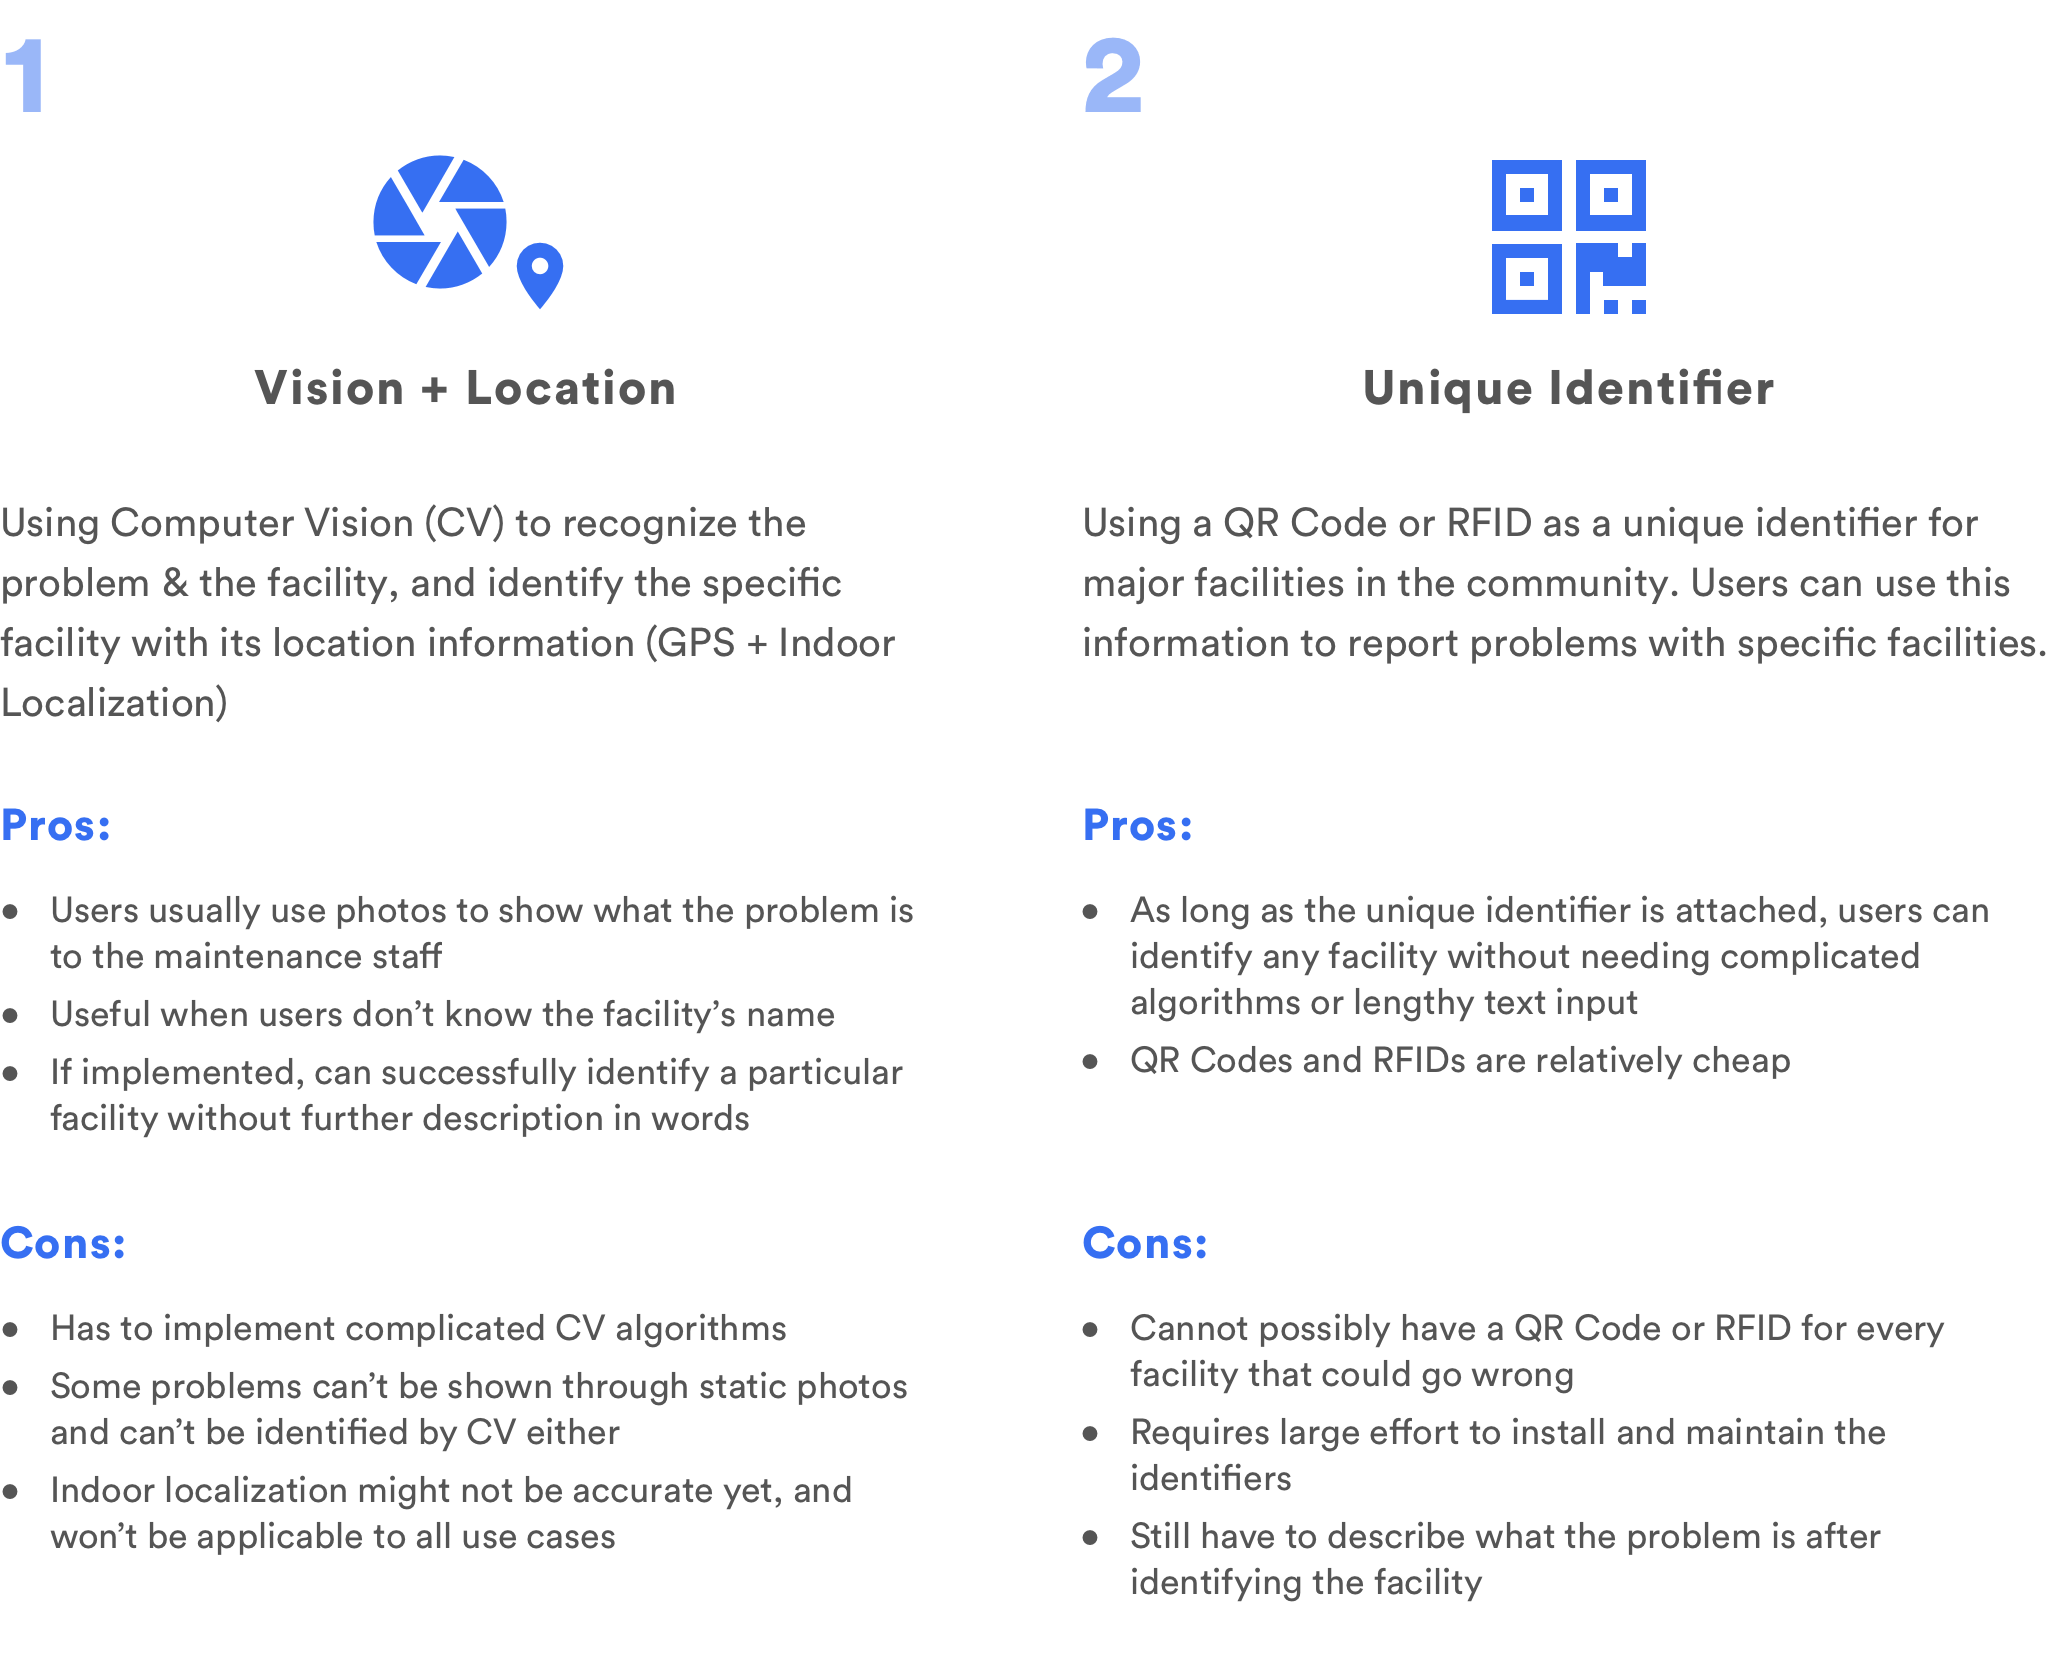 1
Vision + Location
Using Computer Vision (CV) to recognize the
problem & the facility, and identify the specific
facility with its location information (GPS + Indoor
Localization)
Pros:
● Users usually use photos to show what the problem is
to the maintenance staff
● Useful when users don’t know the facility’s name
● If implemented, can successfully identify a particular
facility without further description in words
Cons:
● Has to implement complicated CV algorithms
● Some problems can’t be shown through static photos
and can’t be identified by CV either
● Indoor localization might not be accurate yet, and
won’t be applicable to all use cases
2
Unique Identifier
Using a QR Code or RFID as a unique identifier for
major facilities in the community. Users can use this
information to report problems with specific facilities.
Pros:
● As long as the unique identifier is attached, users can
identify any facility without needing complicated
algorithms or lengthy text input
● QR Codes and RFIDs are relatively cheap
Cons:
● Cannot possibly have a QR Code or RFID for every
facility that could go wrong
● Requires large effort to install and maintain the
identifiers
● Still have to describe what the problem is after
identifying the facility